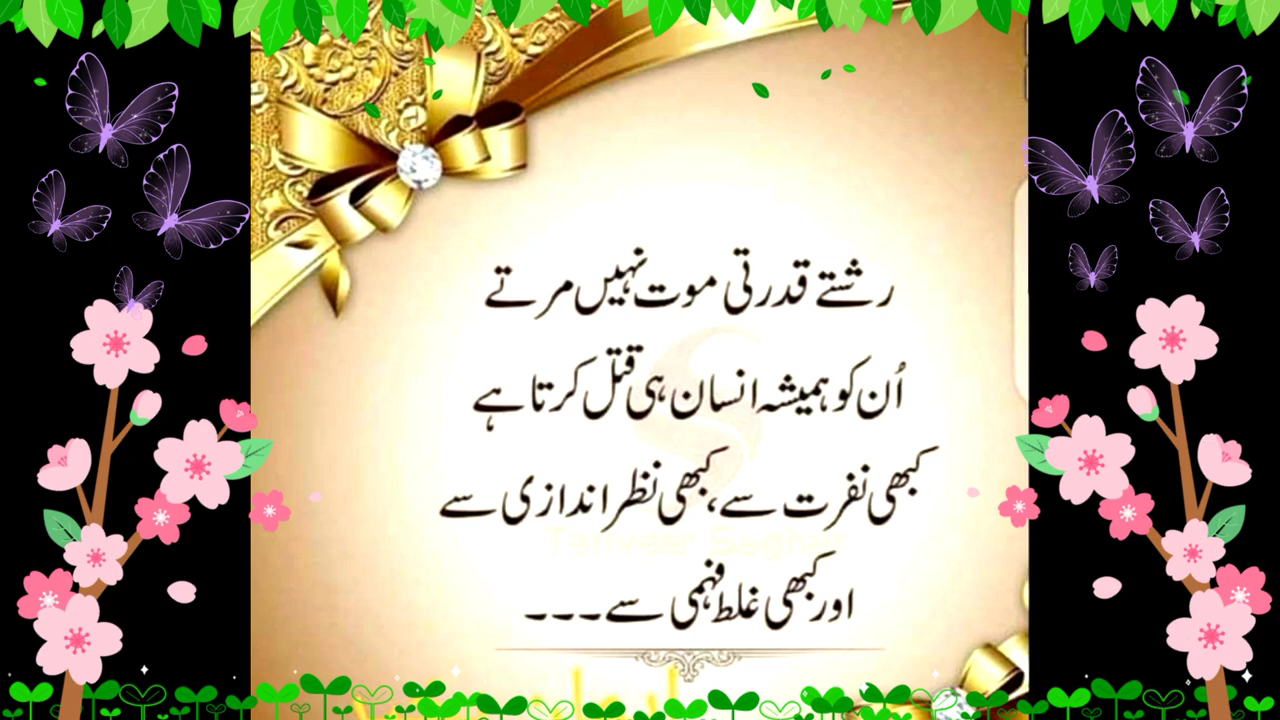 رشتے قدرتی موت نہیں مرتے
اُن کو ہمیشہ انسان ہی قتل کرتا ہے
کبھی نفرت سے، کبھی نظر اندازی سے
اور کبھی غلط فہمی سے۔۔۔